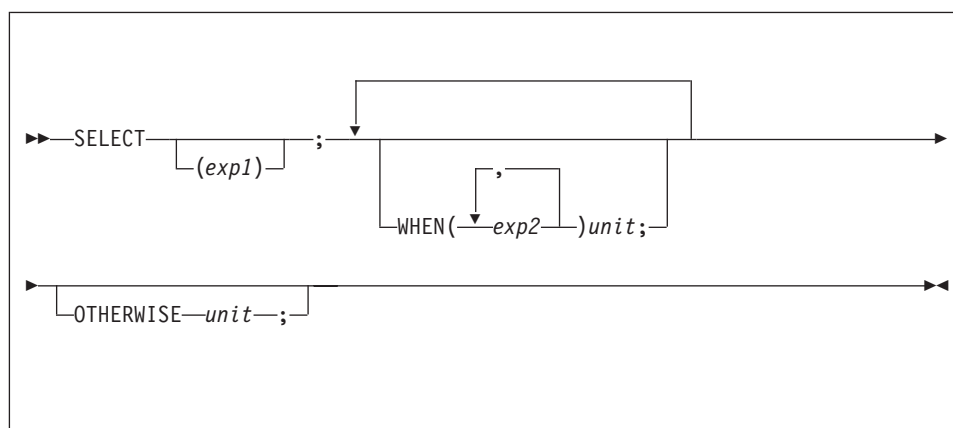 SELECT ;
(exp1)
,
WHEN( exp2 )unit;
OTHERWISE unit ;